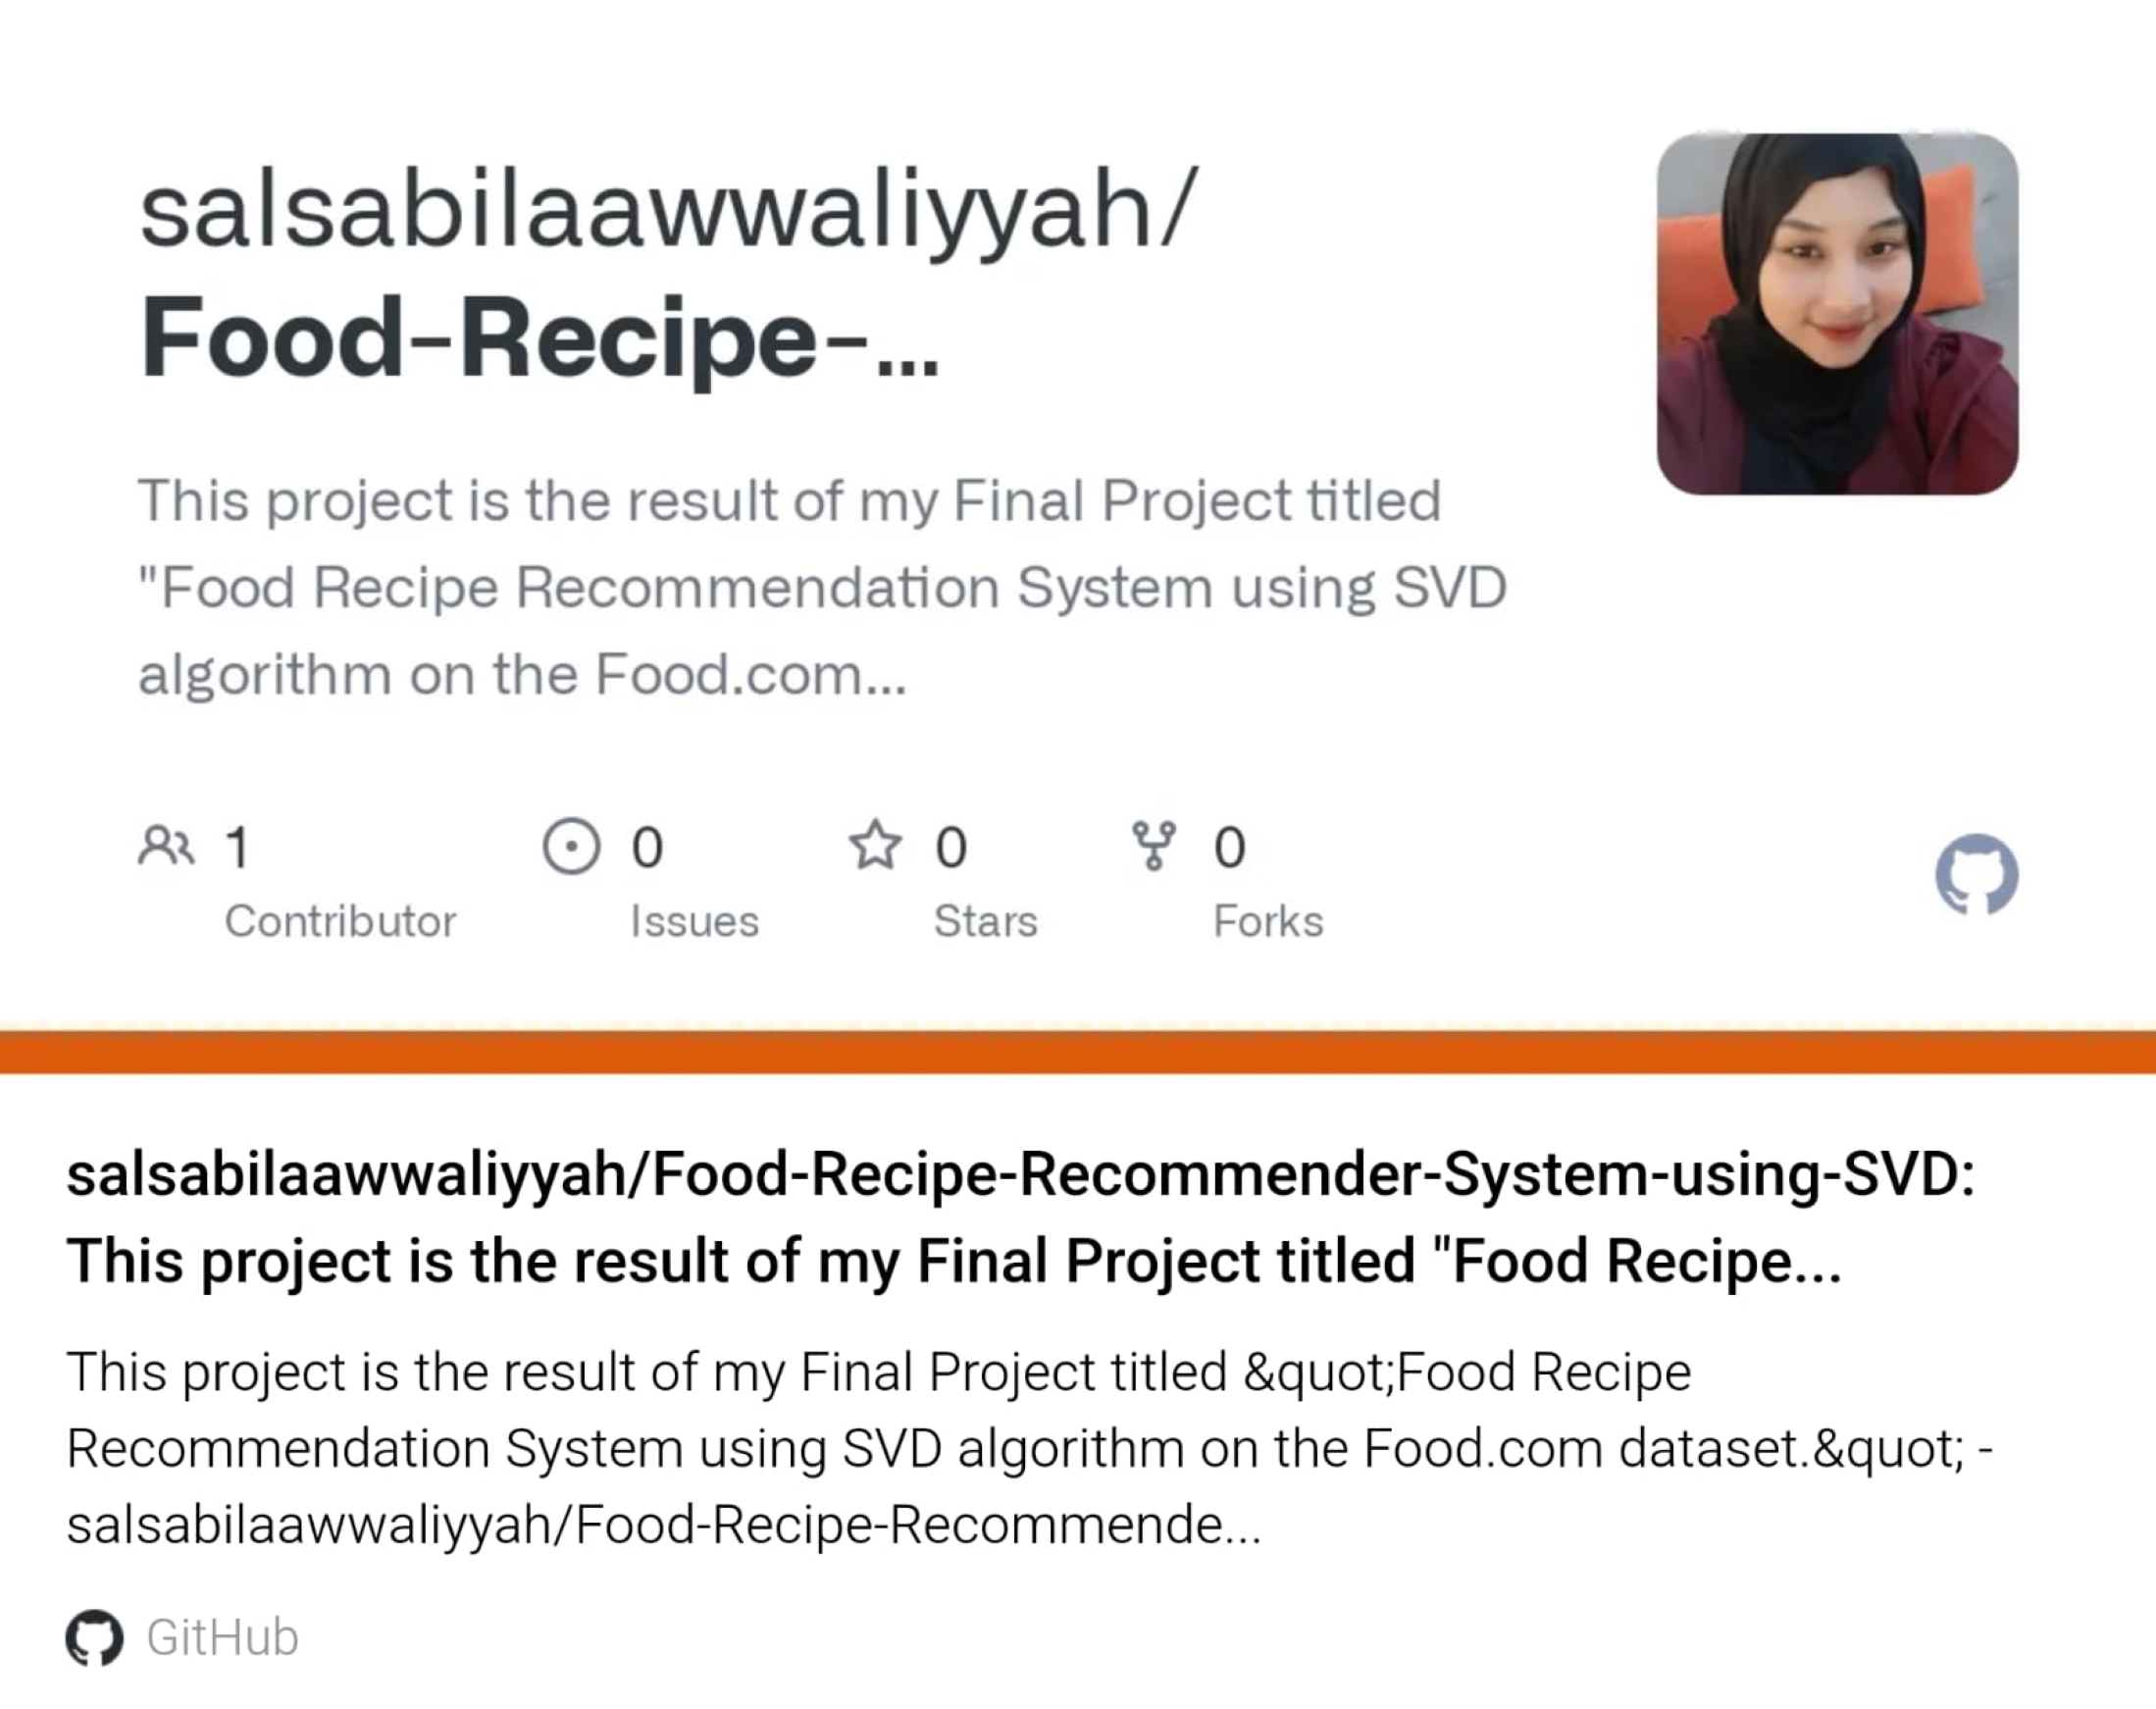 salsabilaawwaliyyah/
Food-Recipe-...
This project is the result of my Final Project titled
"Food Recipe Recommendation System using SVD
algorithm on the Food.com...
1 0 0 0
Contributor Issues Stars Forks
salsabilaawwaliyyah/Food-Recipe-Recommender-System-using-SVD:
This project is the result of my Final Project titled "Food Recipe...
This project is the result of my Final Project titled &quot;Food Recipe
Recommendation System using SVD algorithm on the Food.com dataset.&quot; -
salsabilaawwaliyyah/Food-Recipe-Recommende...
GitHub